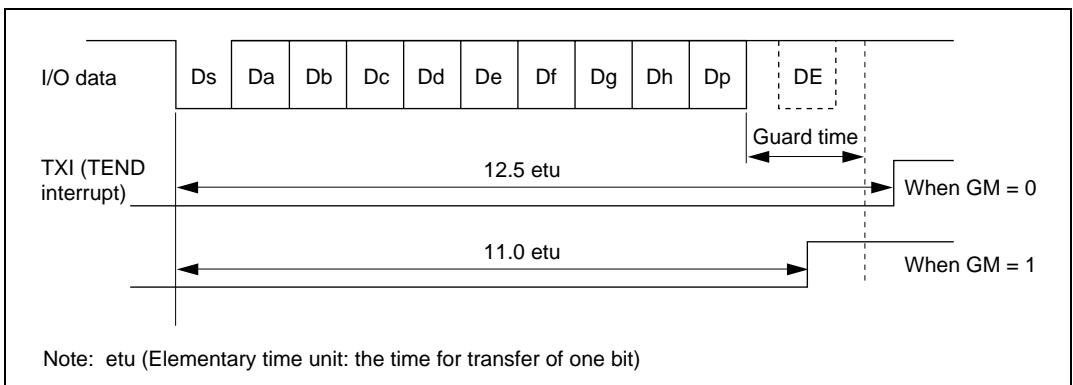 I/O data Ds Da Db Dc Dd De Df Dg Dh Dp DE
Guard time
TXI (TEND
interrupt)
12.5 etu
When GM = 0
11.0 etu
When GM = 1
Note: etu (Elementary time unit: the time for transfer of one bit)